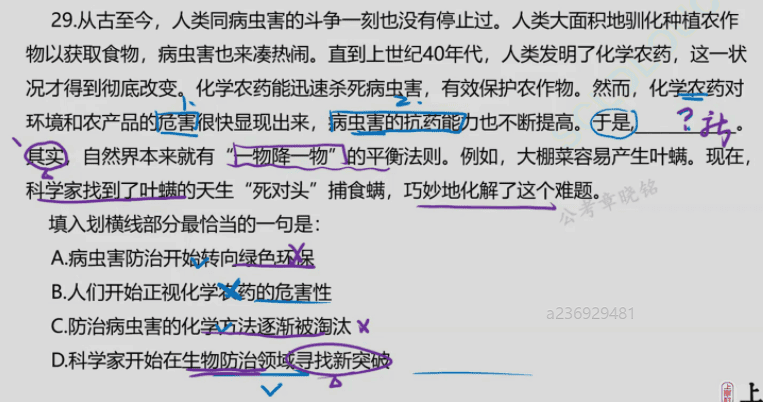 29.从古至今，人类同病虫害的斗争一刻也没有停止过。人类大面积地驯化种植农作
物以获取食物，病虫害也来凑热闹。直到上世纪40年代，人类发明了化学农药，这一状
况才得到彻底改变。化学农药能迅速杀死病虫害，有效保护农作物。然而，化学农药对
1. 2.
环境和农产品的危害很快显现出来，病虫害的抗药能力也不断提高。于是，________。
？
其实，自然界本来就有“一物降一物”的平衡法则。例如，大棚菜容易产生叶螨。现在，
科学家找到了叶螨的天生“死对头”捕食螨，巧妙地化解了这个难题。
公考章晓铭
填入划横线部分最恰当的一句是：
A.病虫害防治开始转向绿色环保
B.人们开始正视化学农药的危害性
C.防治病虫害的化学方法逐渐被淘汰
a236929481
D.科学家开始在生物防治领域寻找新突破
上